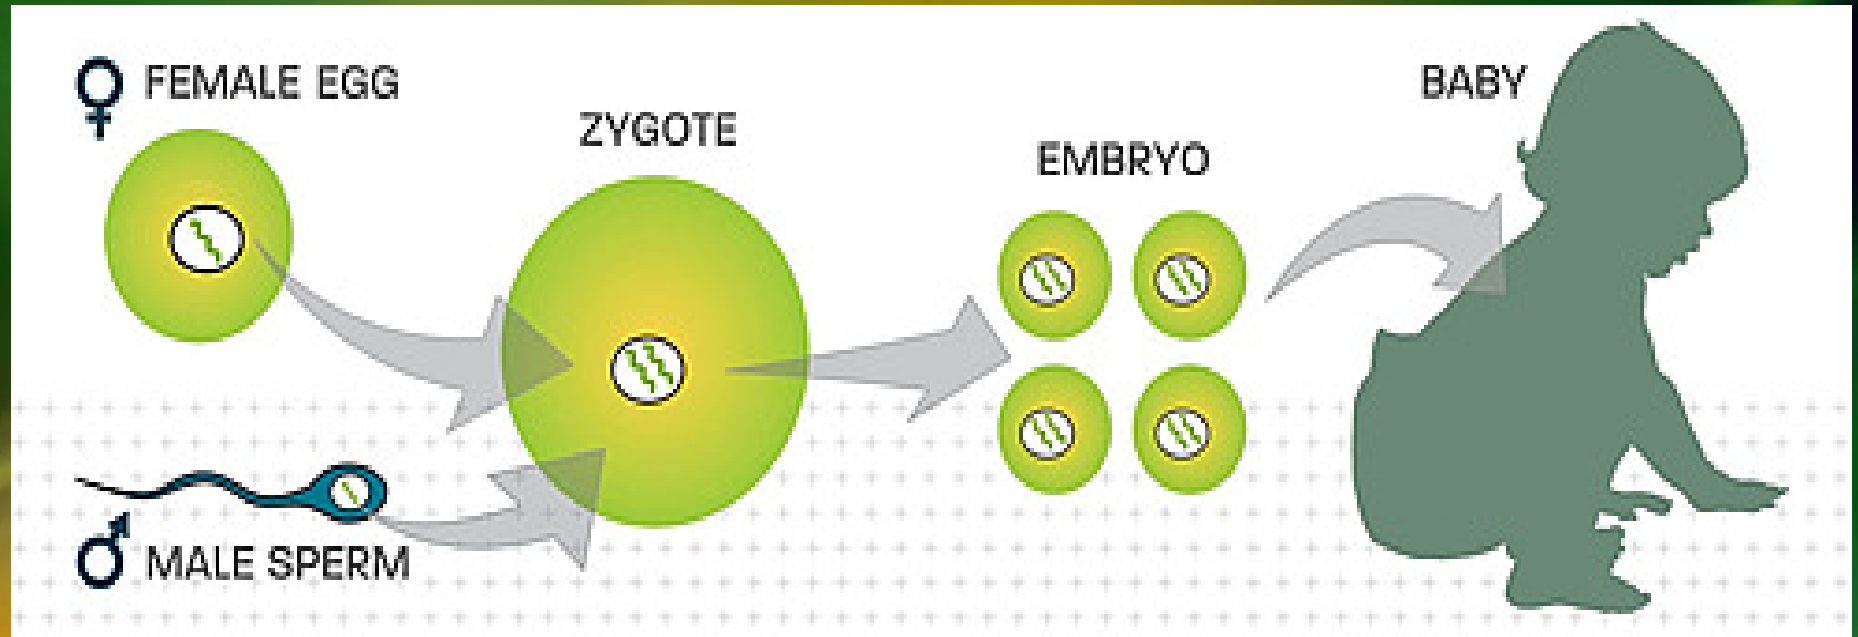 FEMALE EGG
ZYGOTE
EMBRYO
BABY
MALE SPERM